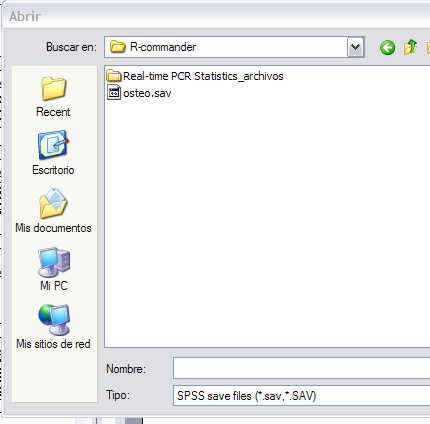 Abrir
Buscar en: R-commander
Real-time PCR Statistics_archivos
osteo.sav
Recent
Escritorio
Mis documentos
Mi PC
Mis sitios de red
Nombre:
Tipo: SPSS save files (*.sav,*.SAV)